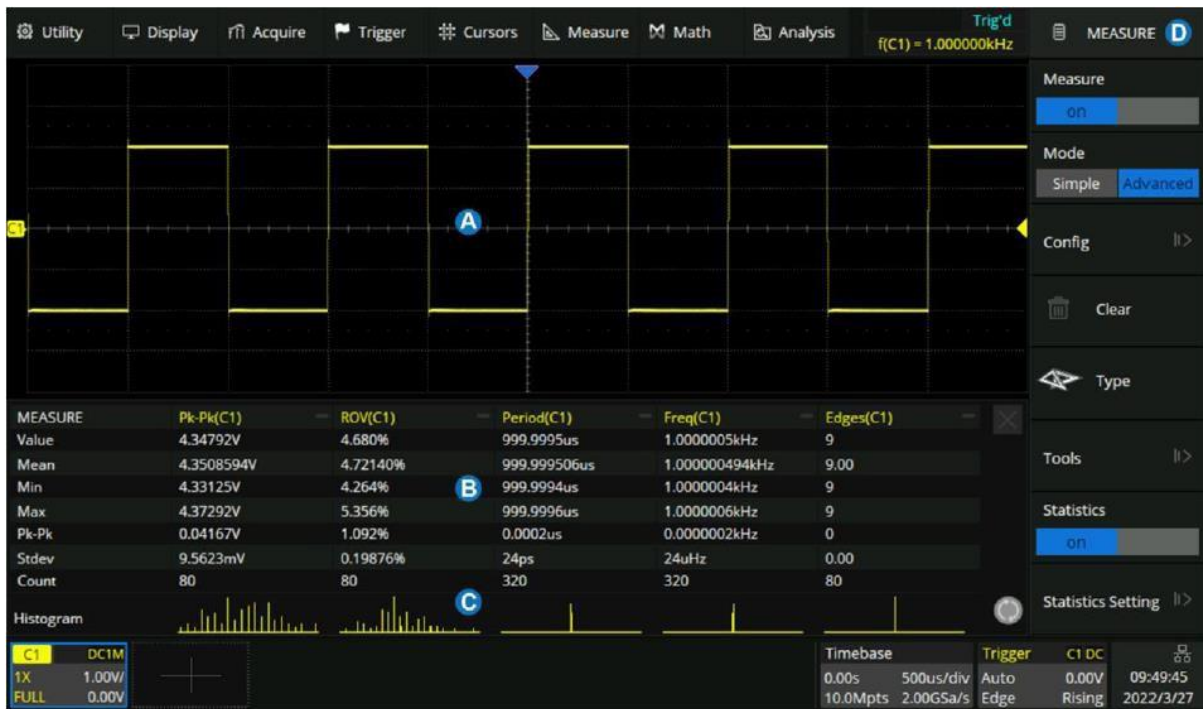 Utility Display Acquire Trigger Cursors Measure Math Analysis
Trig'd
f(C1) = 1.000000kHz
MEASURE D
Measure
on
Mode
Simple Advanced
Config
Clear
Type
Tools
Statistics
on
Statistics Setting
C1
A
MEASURE Pk-Pk(C1) ROV(C1) Period(C1) Freq(C1) Edges(C1)
Value 4.34792V 4.680% 999.9995us 1.0000005kHz 9
Mean 4.3508594V 4.72140% 999.999506us 1.000000494kHz 9.00
Min 4.33125V 4.264% B 999.9994us 1.0000004kHz 9
Max 4.37292V 5.356% 999.9996us 1.0000006kHz 9
Pk-Pk 0.04167V 1.092% 0.0002us 0.0000002kHz 0
Stdev 9.5623mV 0.19876% 24ps 24uHz 0.00
Count 80 80 320 320 80
Histogram C
C1 DC1M
1X 1.00V/
FULL 0.00V
Timebase
0.00s 500us/div
10.0Mpts 2.00GSa/s
Trigger C1 DC
Auto 0.00V
Edge Rising
09:49:45
2022/3/27